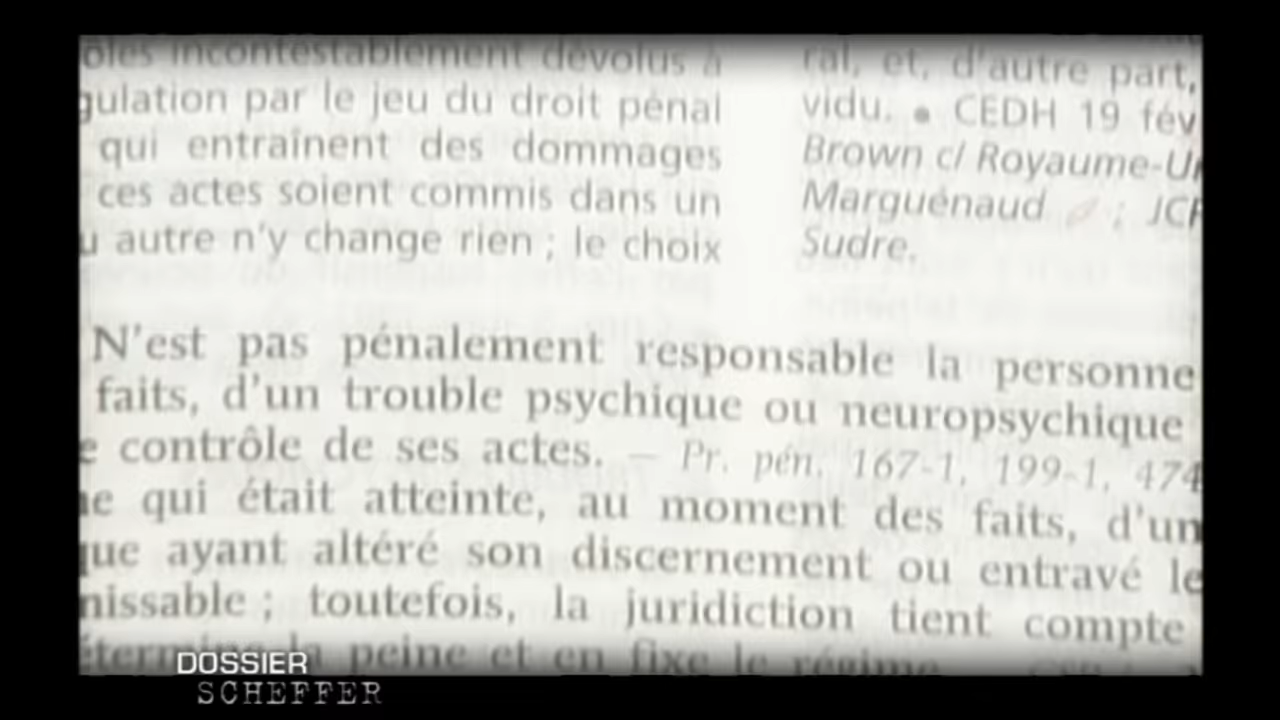 ôles incontestablement dévolus à
gulation par le jeu du droit pénal
qui entraînent des dommages
ces actes soient commis dans un
u autre n'y change rien ; le choix
ral, et, d'autre part,
vidu. • CEDH 19 fév
Brown c/ Royaume-Un
Marguénaud ; JCP
Sudre.
N'est pas pénalement responsable la personne
faits, d'un trouble psychique ou neuropsychique
e contrôle de ses actes. — Pr. pén. 167-1, 199-1, 474
ne qui était atteinte, au moment des faits, d'un
que ayant altéré son discernement ou entravé le
nissable ; toutefois, la juridiction tient compte
étermine la peine et en fixe le régime
DOSSIER
SCHEFFER